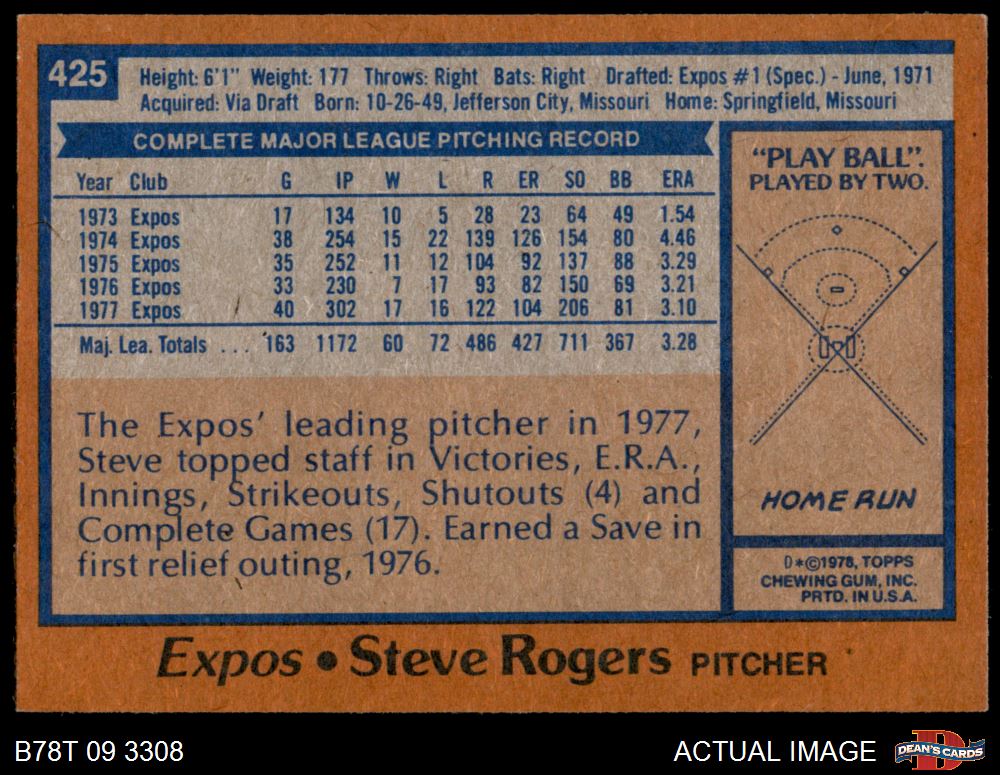 425
Height: 6'1" Weight: 177 Throws: Right Bats: Right Drafted: Expos #1 (Spec.) - June, 1971
Acquired: Via Draft Born: 10-26-49, Jefferson City, Missouri Home: Springfield, Missouri
COMPLETE MAJOR LEAGUE PITCHING RECORD
Year Club G IP W L R ER SO BB ERA
1973 Expos 17 134 10 5 28 23 64 49 1.54
1974 Expos 38 254 15 22 139 126 154 80 4.46
1975 Expos 35 252 11 12 104 92 137 88 3.29
1976 Expos 33 230 7 17 93 82 150 69 3.21
1977 Expos 40 302 17 16 122 104 206 81 3.10
Maj. Lea. Totals ... 163 1172 60 72 486 427 711 367 3.28
The Expos' leading pitcher in 1977,
Steve topped staff in Victories, E.R.A.,
Innings, Strikeouts, Shutouts (4) and
Complete Games (17). Earned a Save in
first relief outing, 1976.
"PLAY BALL".
PLAYED BY TWO.
HOME RUN
D*©1978, TOPPS
CHEWING GUM, INC.
PRTD. IN U.S.A.
Expos • Steve Rogers PITCHER
B78T 09 3308
ACTUAL IMAGE
D
DEAN'S CARDS